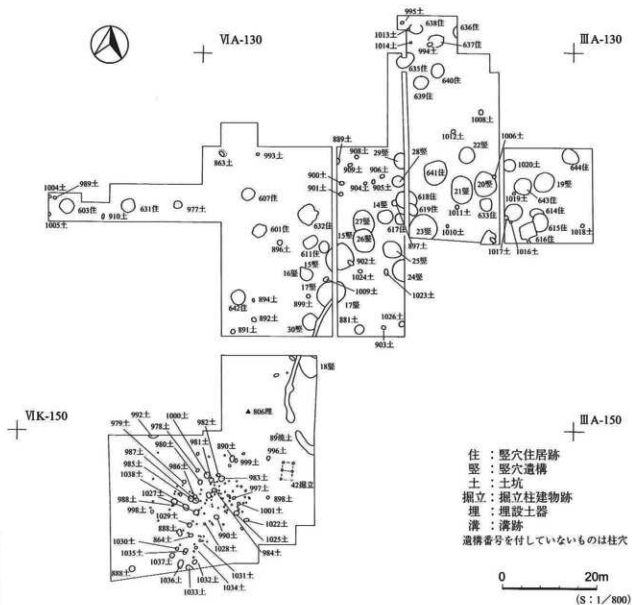 995土
638住
636住
1013土
1014土
994土
637住
ⅥA-130
ⅢA-130
635住
640住
639住
1008土
889土
1012土
22竪
1006土
863土
993土
908土
29竪
28竪
1020土
644住
909土
906土
900土
904土
905土
641住
21竪
20竪
19竪
1004土
989土
901土
618住
1019土
643住
603住
631住
977土
607住
14竪
619住
1011土
633住
614住
1005土
910土
632住
27竪
617住
615住
601住
15竪
26竪
23竪
1010土
1018土
611住
897土
1017土
1016土
616住
896土
15竪
902土
25竪
16竪
1024土
24竪
17竪
1009土
1023土
642住
894土
899土
17竪
892土
881土
1026土
891土
30竪
903土
18竪
ⅥK-150
ⅢA-150
806埋
992土
1000土
982土
979土
978土
981土
89焼土
980土
890土
996土
987土
999土
985土
986土
983土
42掘立
1038土
997土
1027土
898土
988土
1001土
998土
1029土
1022土
888土
990土
1025土
864土
984土
1030土
1028土
1035土
1037土
1031土
888土
1032土
1034土
1036土
1033土
住：竪穴住居跡
竪：竪穴遺構
土：土坑
掘立：掘立柱建物跡
埋：埋設土器
溝：溝跡
遺構番号を付していないものは柱穴
0 20m
(S：1／800)